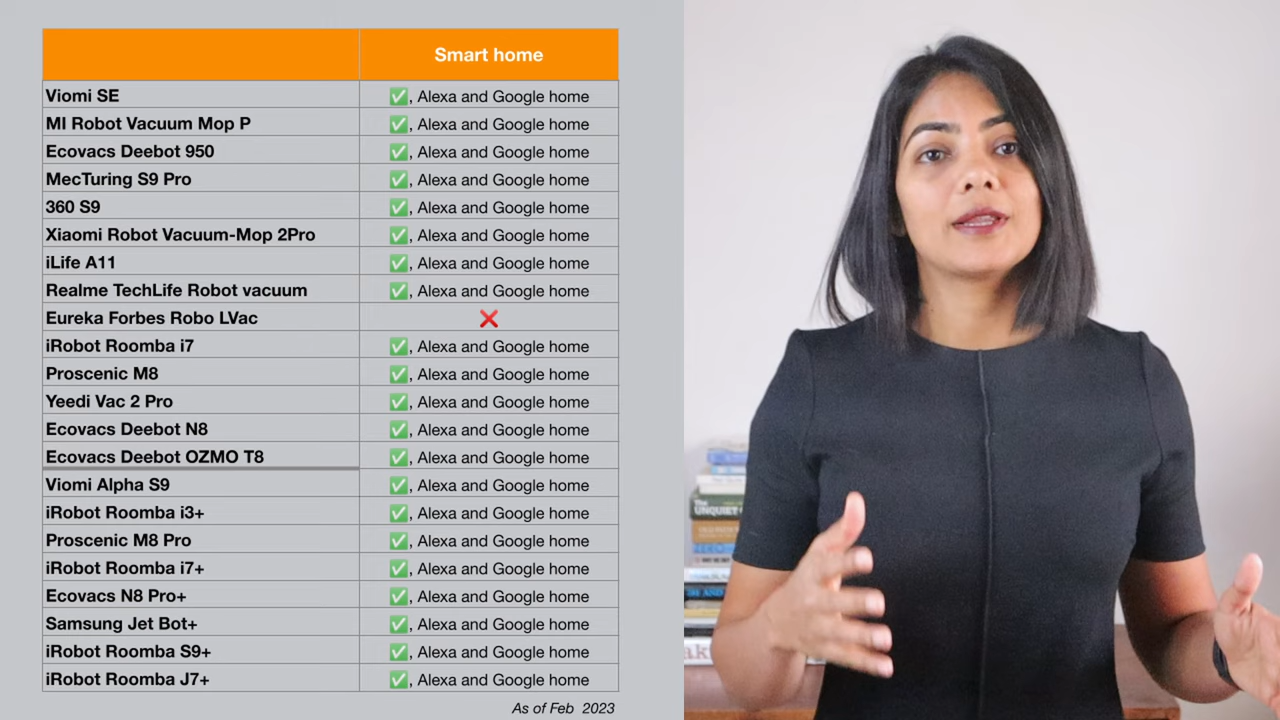 Smart home
Viomi SE ✅, Alexa and Google home
MI Robot Vacuum Mop P ✅, Alexa and Google home
Ecovacs Deebot 950 ✅, Alexa and Google home
MecTuring S9 Pro ✅, Alexa and Google home
360 S9 ✅, Alexa and Google home
Xiaomi Robot Vacuum-Mop 2Pro ✅, Alexa and Google home
iLife A11 ✅, Alexa and Google home
Realme TechLife Robot vacuum ✅, Alexa and Google home
Eureka Forbes Robo LVac ❌
iRobot Roomba i7 ✅, Alexa and Google home
Proscenic M8 ✅, Alexa and Google home
Yeedi Vac 2 Pro ✅, Alexa and Google home
Ecovacs Deebot N8 ✅, Alexa and Google home
Ecovacs Deebot OZMO T8 ✅, Alexa and Google home
Viomi Alpha S9 ✅, Alexa and Google home
iRobot Roomba i3+ ✅, Alexa and Google home
Proscenic M8 Pro ✅, Alexa and Google home
iRobot Roomba i7+ ✅, Alexa and Google home
Ecovacs N8 Pro+ ✅, Alexa and Google home
Samsung Jet Bot+ ✅, Alexa and Google home
iRobot Roomba S9+ ✅, Alexa and Google home
iRobot Roomba J7+ ✅, Alexa and Google home
As of Feb 2023
The
UNQUIET